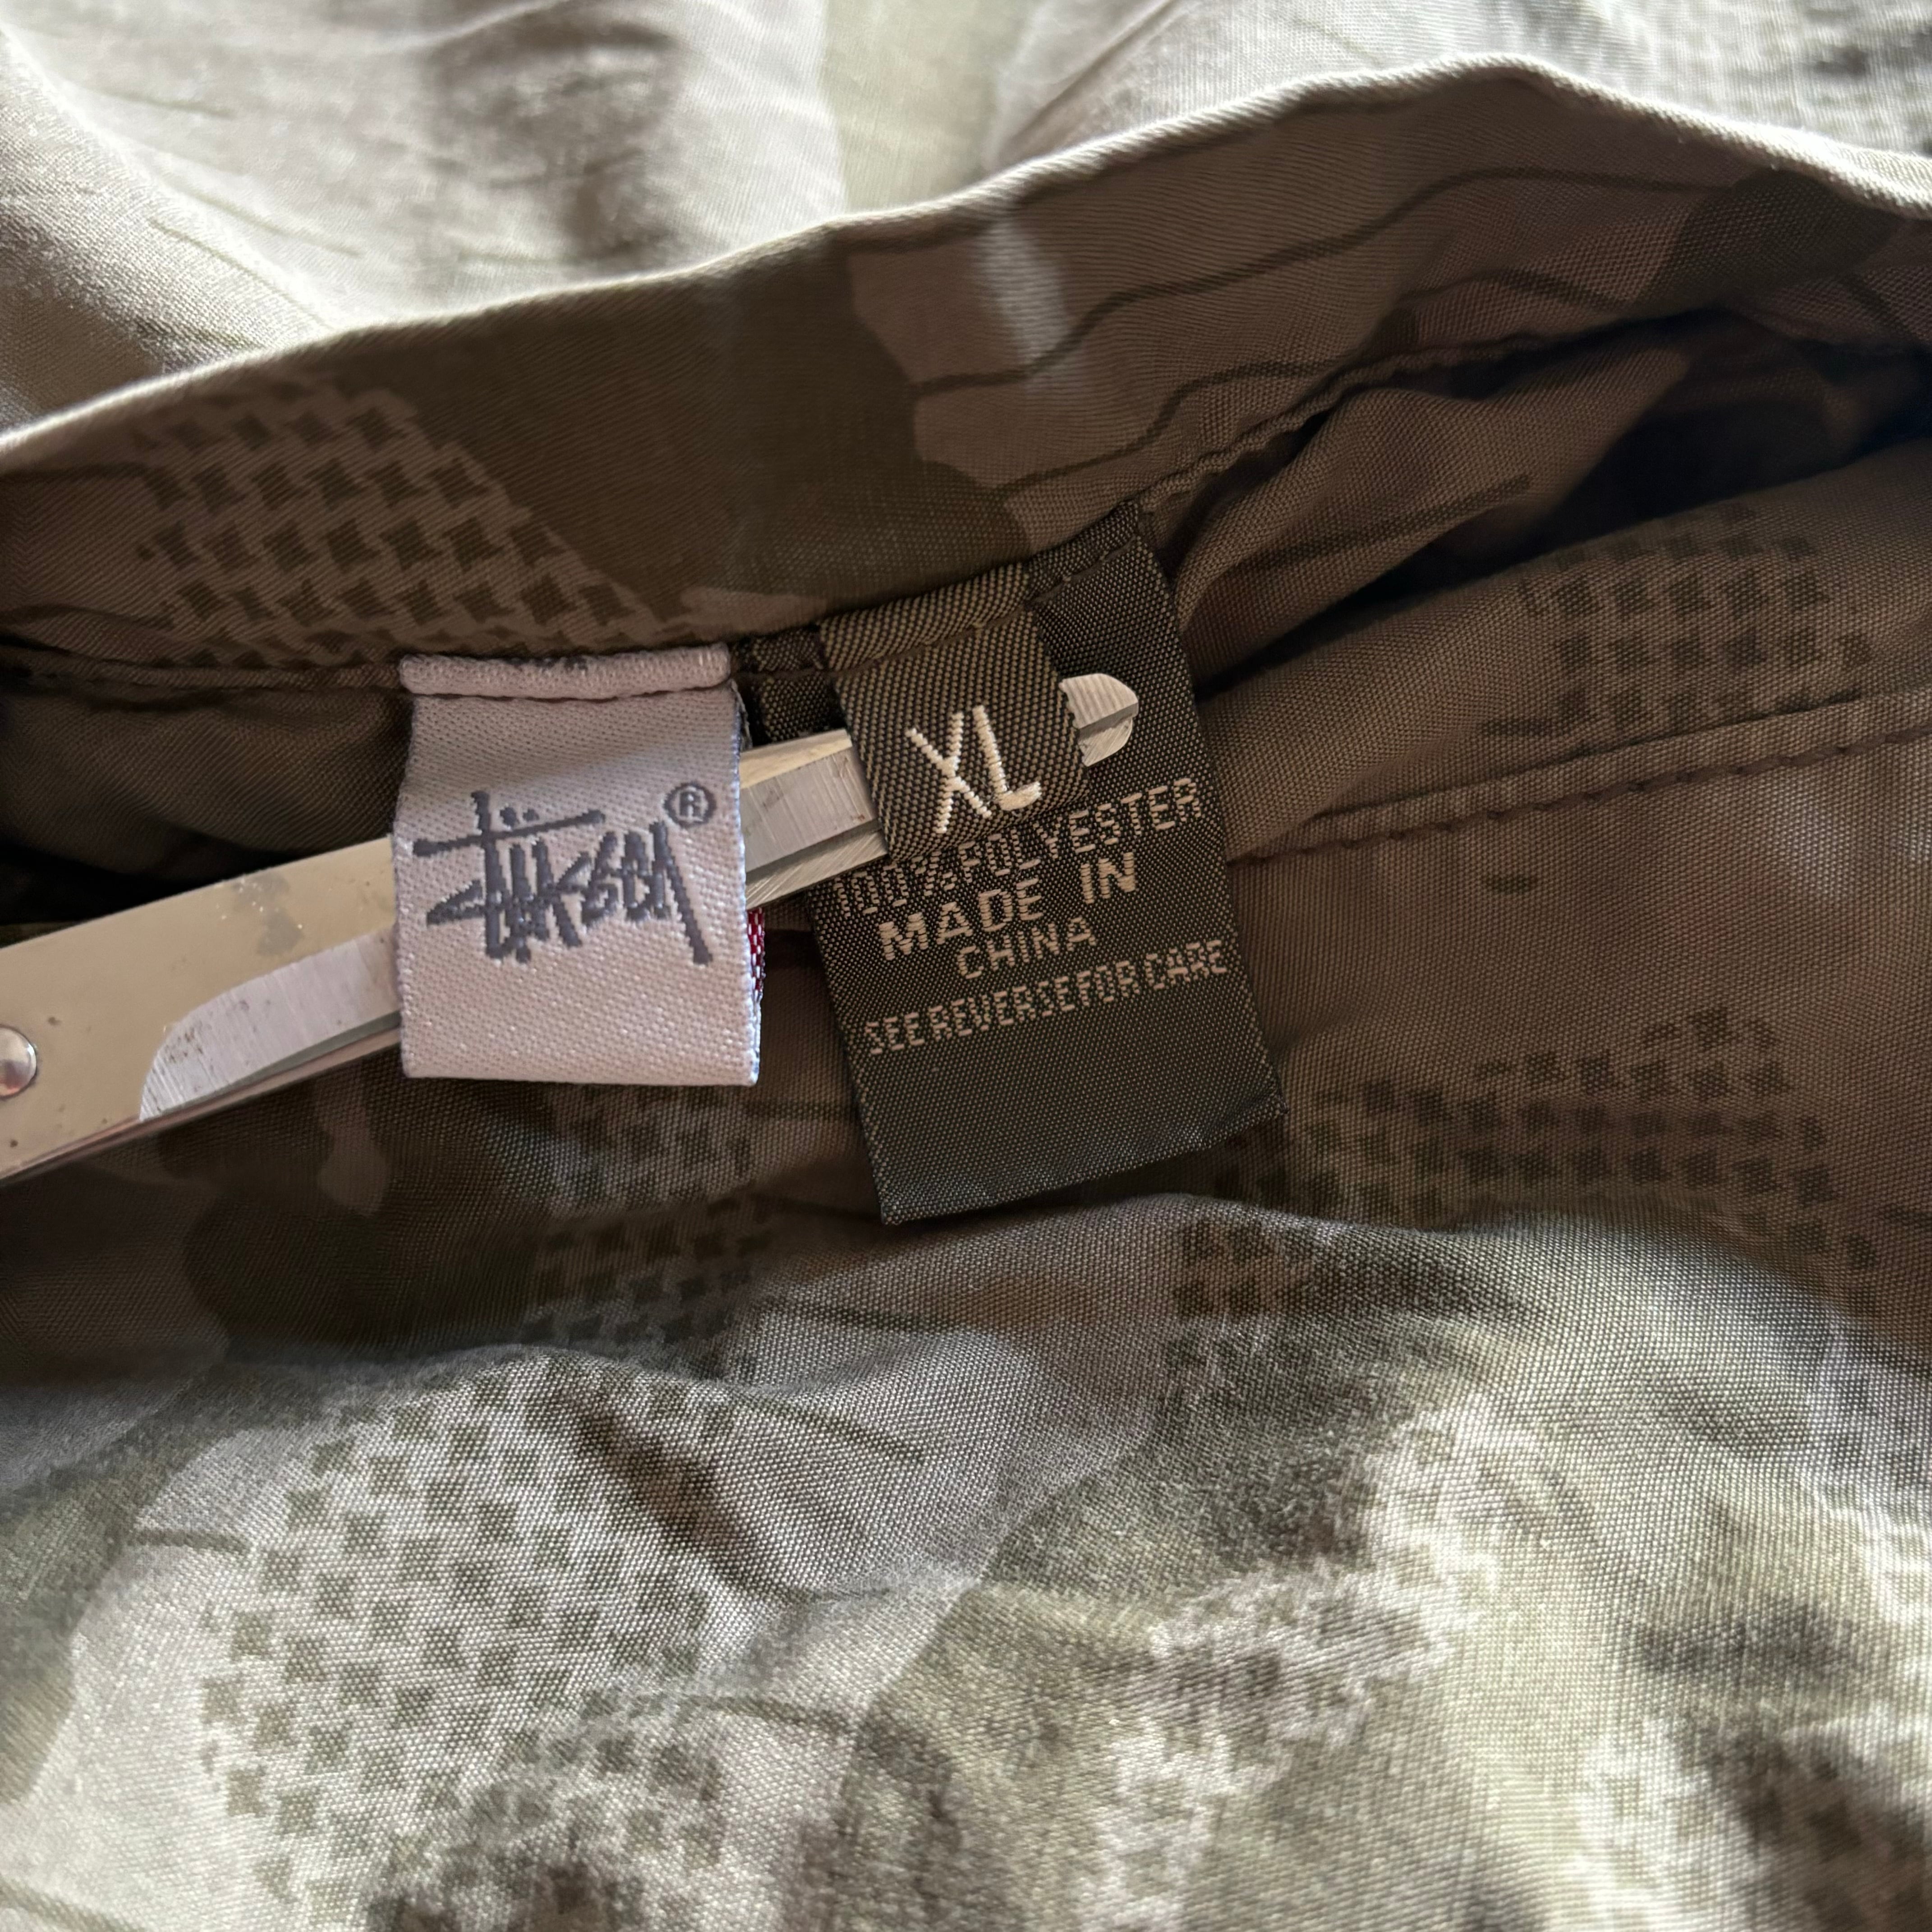 Stüssy ®
XL
100% POLYESTER
MADE IN
CHINA
SEE REVERSE FOR CARE